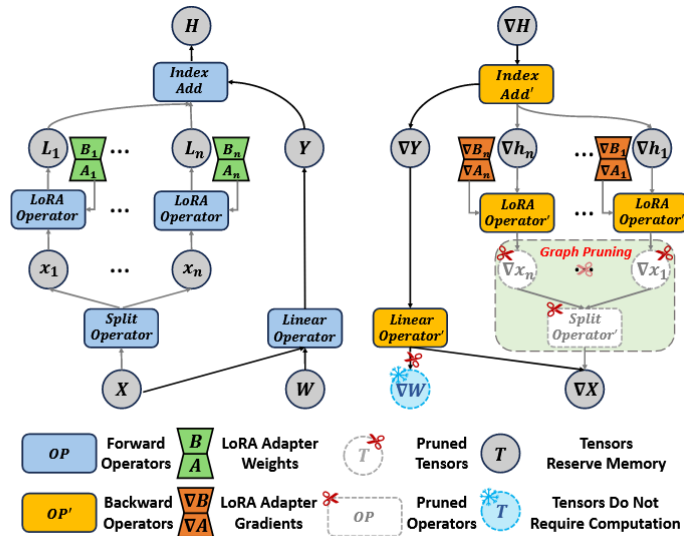 H
∇H
Index
Add
Index
Add′
L₁
B₁
A₁
...
Lₙ
Bₙ
Aₙ
Y
∇Y
∇Bₙ
∇Aₙ
∇hₙ
...
∇B₁
∇A₁
∇h₁
LoRA
Operator
...
LoRA
Operator
LoRA
Operator′
LoRA
Operator′
x₁
...
xₙ
Graph Pruning
∇xₙ
...
∇x₁
Split
Operator
Linear
Operator
Linear
Operator′
Split
Operator′
X
W
∇W
∇X
OP
Forward
Operators
B
A
LoRA Adapter
Weights
T
Pruned
Tensors
T
Tensors
Reserve Memory
OP′
Backward
Operators
∇B
∇A
LoRA Adapter
Gradients
OP
Pruned
Operators
T
Tensors Do Not
Require Computation